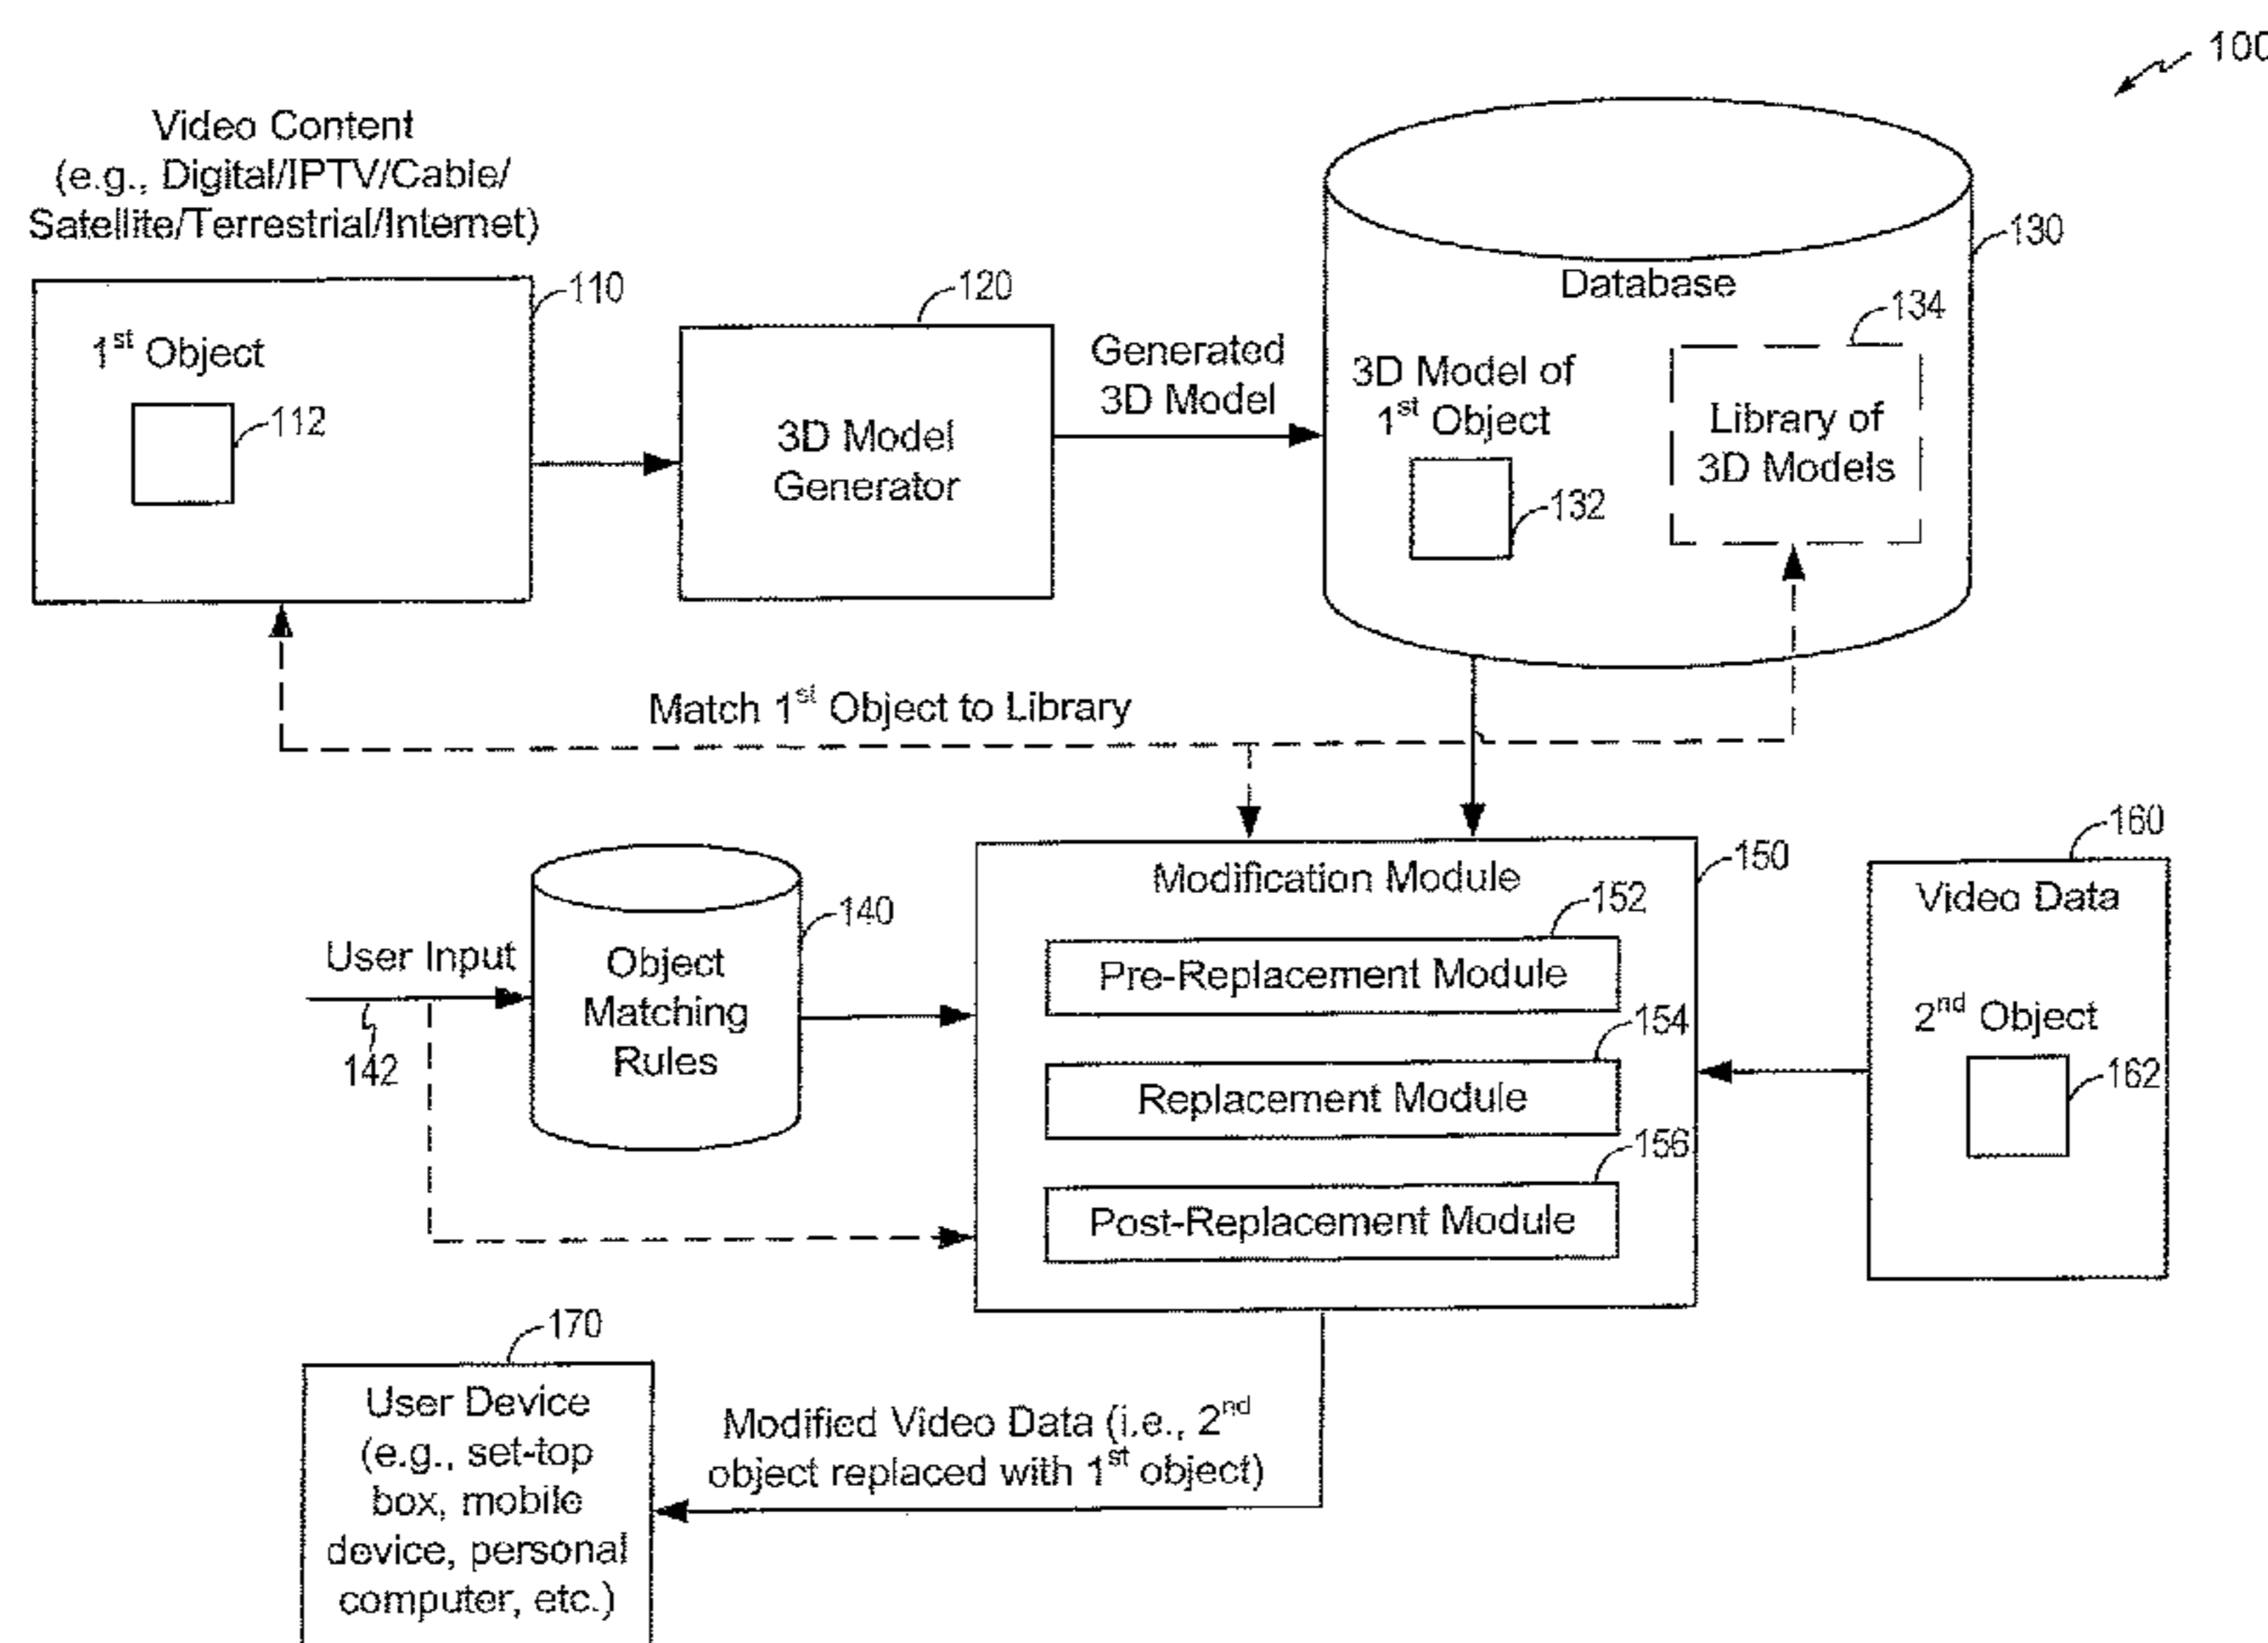 100
Video Content
(e.g., Digital/IPTV/Cable/
Satellite/Terrestrial/Internet)
110
1st Object
112
120
3D Model
Generator
Generated
3D Model
130
Database
134
3D Model of
1st Object
132
Library of
3D Models
Match 1st Object to Library
User Input
142
140
Object
Matching
Rules
150
Modification Module
152
Pre-Replacement Module
154
Replacement Module
156
Post-Replacement Module
160
Video Data
2nd Object
162
170
User Device
(e.g., set-top
box, mobile
device, personal
computer, etc.)
Modified Video Data (i.e., 2nd
object replaced with 1st object)